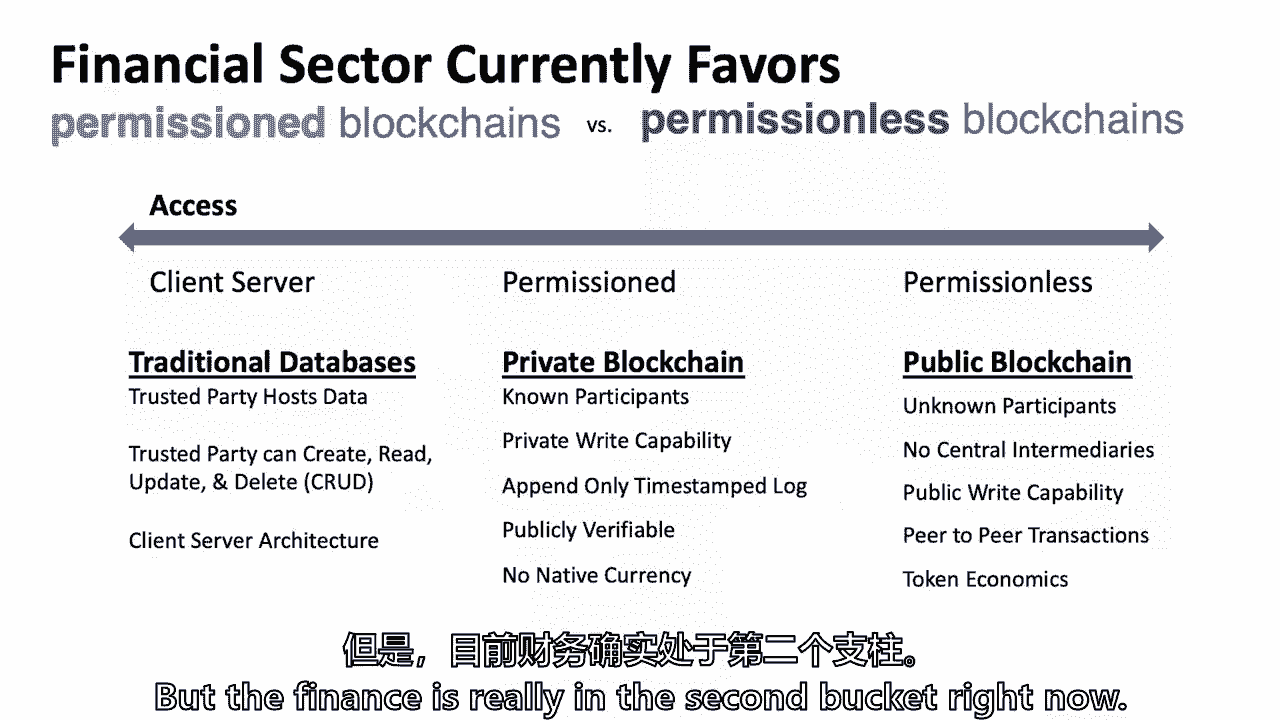 Financial Sector Currently Favors
permissioned blockchains vs. permissionless blockchains
Access
Client Server
Permissioned
Permissionless
Traditional Databases
Trusted Party Hosts Data
Trusted Party can Create, Read,
Update, & Delete (CRUD)
Client Server Architecture
Private Blockchain
Known Participants
Private Write Capability
Append Only Timestamped Log
Publicly Verifiable
No Native Currency
Public Blockchain
Unknown Participants
No Central Intermediaries
Public Write Capability
Peer to Peer Transactions
Token Economics
但是，目前财务确实处于第二个支柱。
But the finance is really in the second bucket right now.